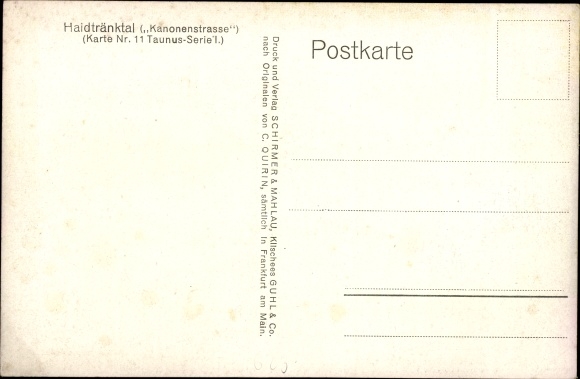 Haidtränktal („Kanonenstrasse“)
(Karte Nr. 11 Taunus-Serie I.)
Druck und Verlag SCHIRMER & MAHLAU, Klischees GUHL & Co.
nach Originalen von C. QUIRIN, sämtlich in Frankfurt am Main.
Postkarte